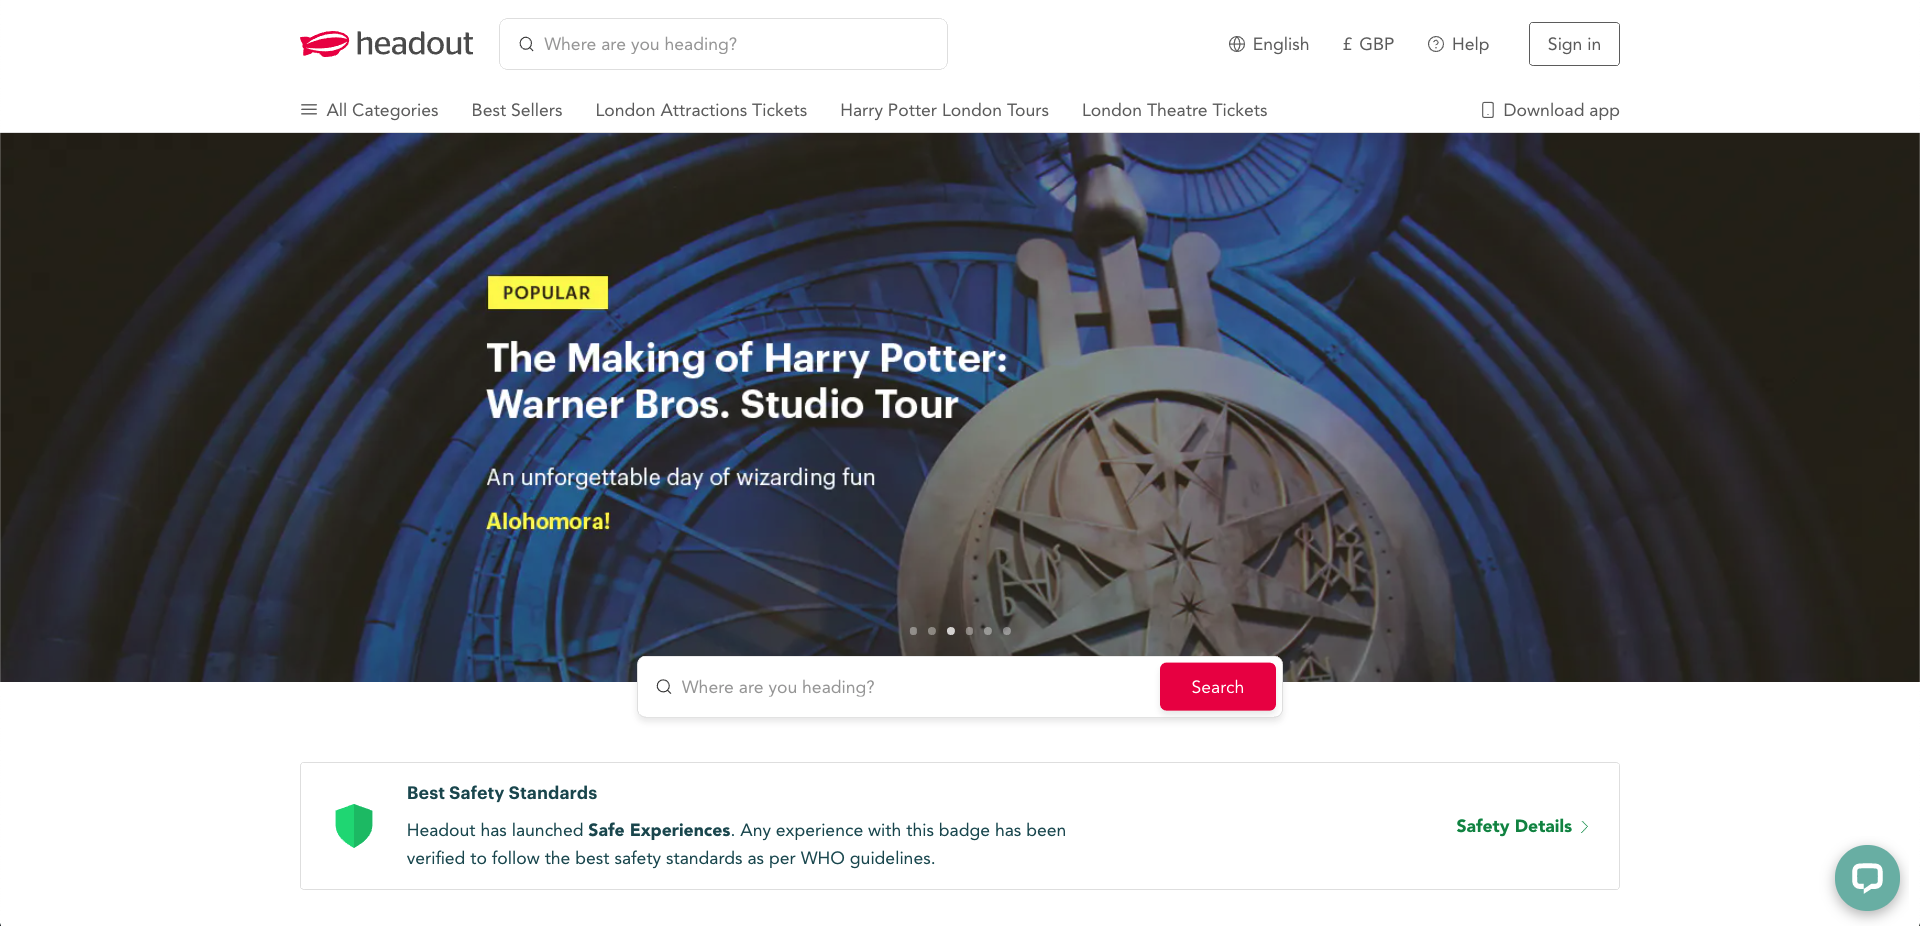 headout
Where are you heading?
English
£ GBP
Help
Sign in
All Categories
Best Sellers
London Attractions Tickets
Harry Potter London Tours
London Theatre Tickets
Download app
POPULAR
The Making of Harry Potter:
Warner Bros. Studio Tour
An unforgettable day of wizarding fun
Alohomora!
Where are you heading?
Search
Best Safety Standards
Headout has launched Safe Experiences. Any experience with this badge has been
verified to follow the best safety standards as per WHO guidelines.
Safety Details